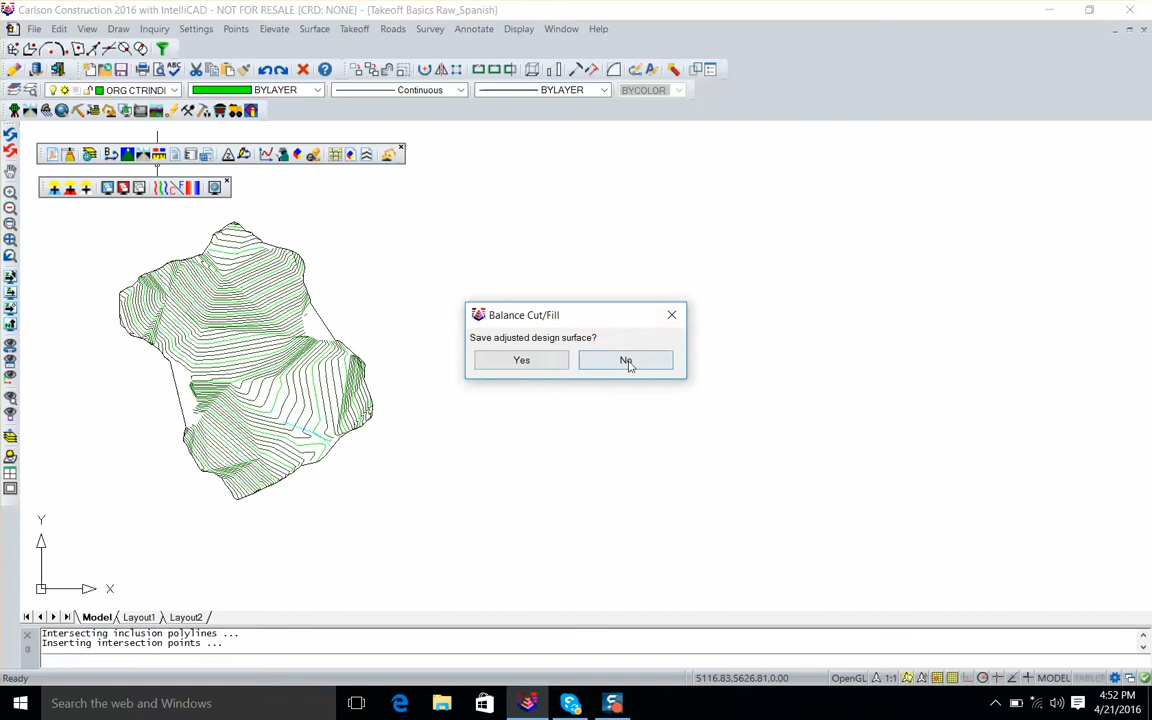 Carlson Construction 2016 with IntelliCAD - NOT FOR RESALE [CRD: NONE] - [Takeoff Basics Raw_Spanish]
File Edit View Draw Inquiry Settings Points Elevate Surface Takeoff Roads Survey Annotate Display Window Help
ORG CTRINDI BYLAYER Continuous BYLAYER BYCOLOR
Balance Cut/Fill
Save adjusted design surface?
Yes No
Y
X
Model Layout1 Layout2
Intersecting inclusion polylines ...
Inserting intersection points ...
Ready 5116.83,5626.81,0.00 OpenGL 1:1 MODEL TABLET
Search the web and Windows
4:52 PM
4/21/2016